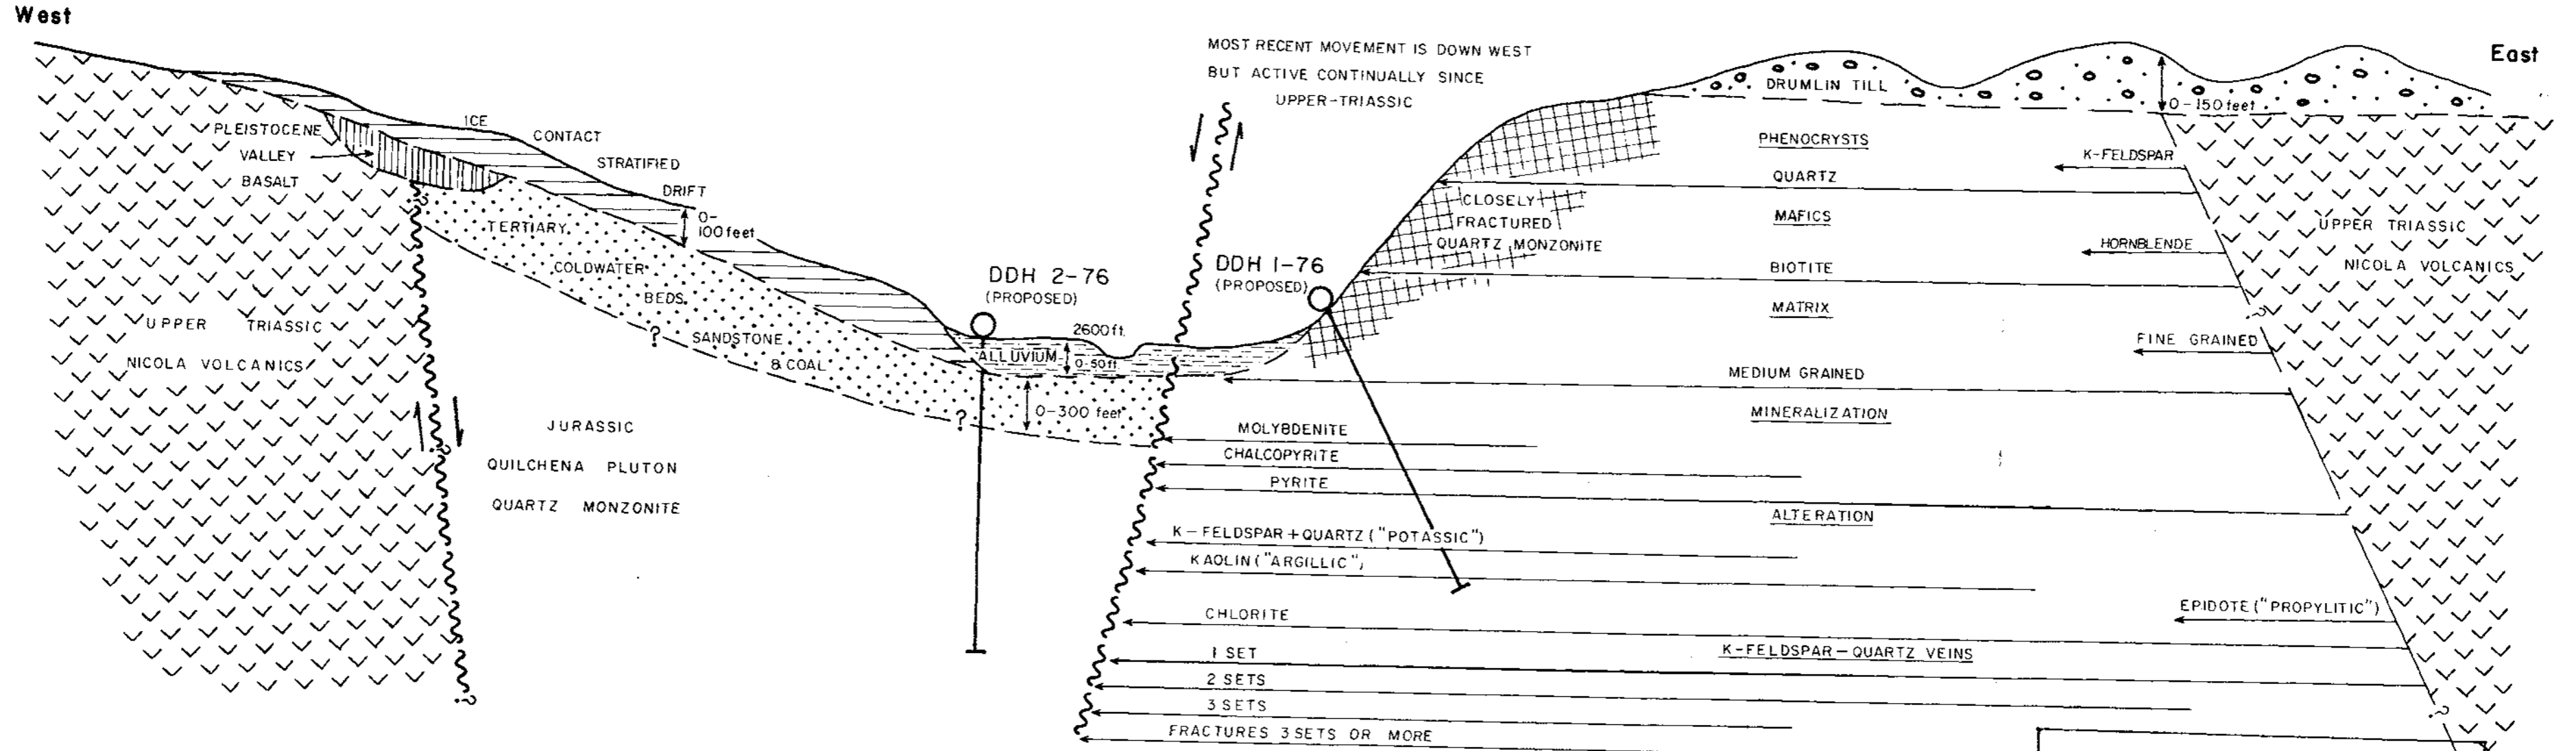 West
East
MOST RECENT MOVEMENT IS DOWN WEST
BUT ACTIVE CONTINUALLY SINCE
UPPER-TRIASSIC
DRUMLIN TILL
0-150 feet
PLEISTOCENE
VALLEY
BASALT
ICE
CONTACT
STRATIFIED
DRIFT
0-
100 feet
TERTIARY
COLDWATER
BEDS
SANDSTONE
& COAL
?
?
UPPER TRIASSIC
NICOLA VOLCANICS
JURASSIC
QUILCHENA PLUTON
QUARTZ MONZONITE
?
?
?
DDH 2-76
(PROPOSED)
2600 ft.
ALLUVIUM
0-50 ft.
0-300 feet
DDH 1-76
(PROPOSED)
CLOSELY
FRACTURED
QUARTZ MONZONITE
PHENOCRYSTS
K-FELDSPAR
QUARTZ
MAFICS
HORNBLENDE
BIOTITE
MATRIX
FINE GRAINED
MEDIUM GRAINED
MINERALIZATION
MOLYBDENITE
CHALCOPYRITE
PYRITE
ALTERATION
K-FELDSPAR+QUARTZ ("POTASSIC")
KAOLIN ("ARGILLIC")
CHLORITE
EPIDOTE ("PROPYLITIC")
K-FELDSPAR-QUARTZ VEINS
1 SET
2 SETS
3 SETS
FRACTURES 3 SETS OR MORE
UPPER TRIASSIC
NICOLA VOLCANICS
?
?